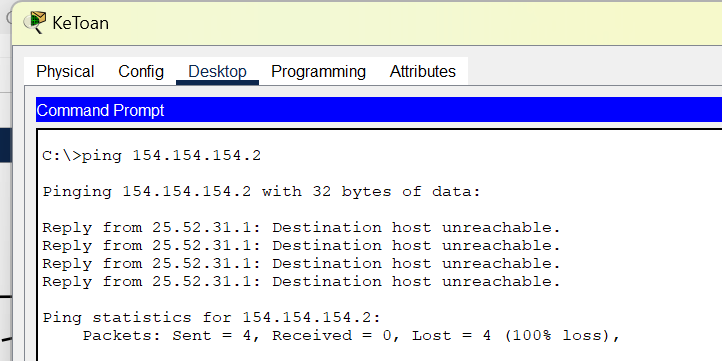 KeToan
Physical Config Desktop Programming Attributes
Command Prompt
C:\>ping 154.154.154.2
Pinging 154.154.154.2 with 32 bytes of data:
Reply from 25.52.31.1: Destination host unreachable.
Reply from 25.52.31.1: Destination host unreachable.
Reply from 25.52.31.1: Destination host unreachable.
Reply from 25.52.31.1: Destination host unreachable.
Ping statistics for 154.154.154.2:
Packets: Sent = 4, Received = 0, Lost = 4 (100% loss),